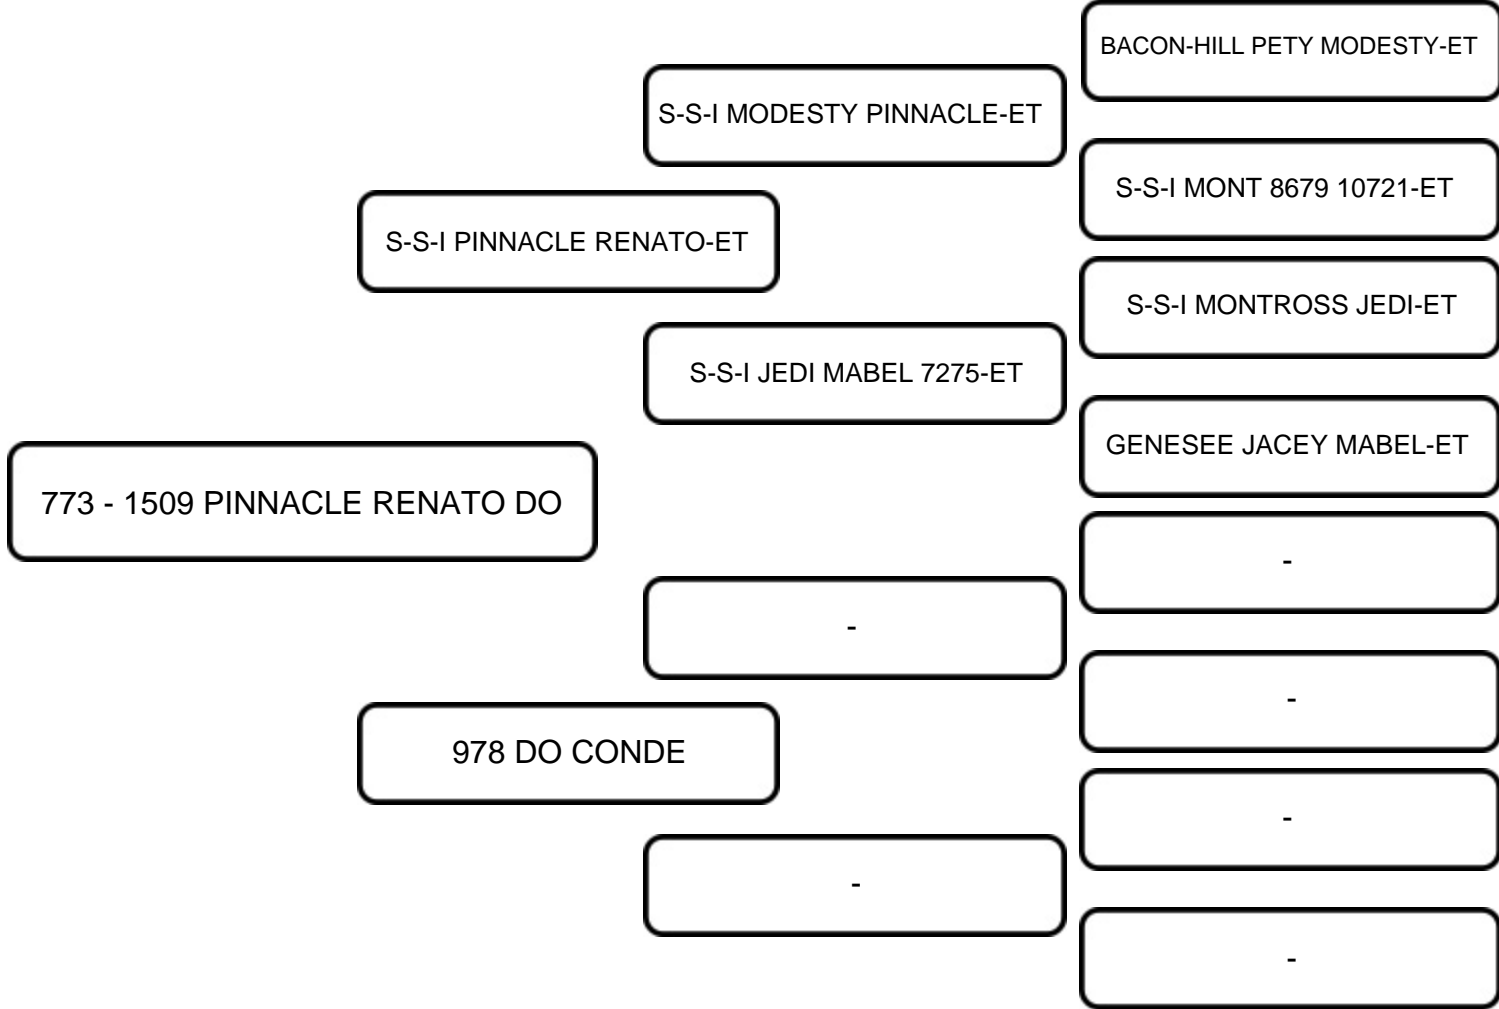 BACON-HILL PETY MODESTY-ET
S-S-I MODESTY PINNACLE-ET
S-S-I MONT 8679 10721-ET
S-S-I PINNACLE RENATO-ET
S-S-I MONTROSS JEDI-ET
S-S-I JEDI MABEL 7275-ET
GENESEE JACEY MABEL-ET
773 - 1509 PINNACLE RENATO DO
-
-
-
978 DO CONDE
-
-
-